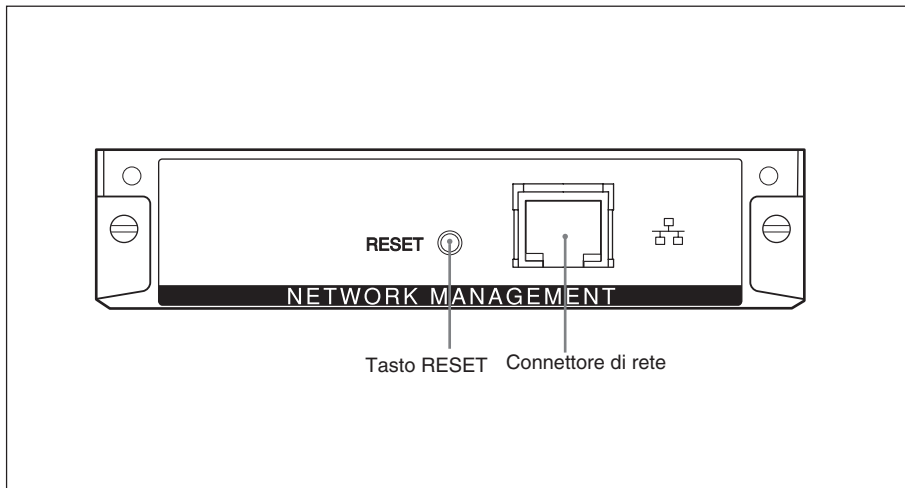 RESET
NETWORK MANAGEMENT
Tasto RESET
Connettore di rete